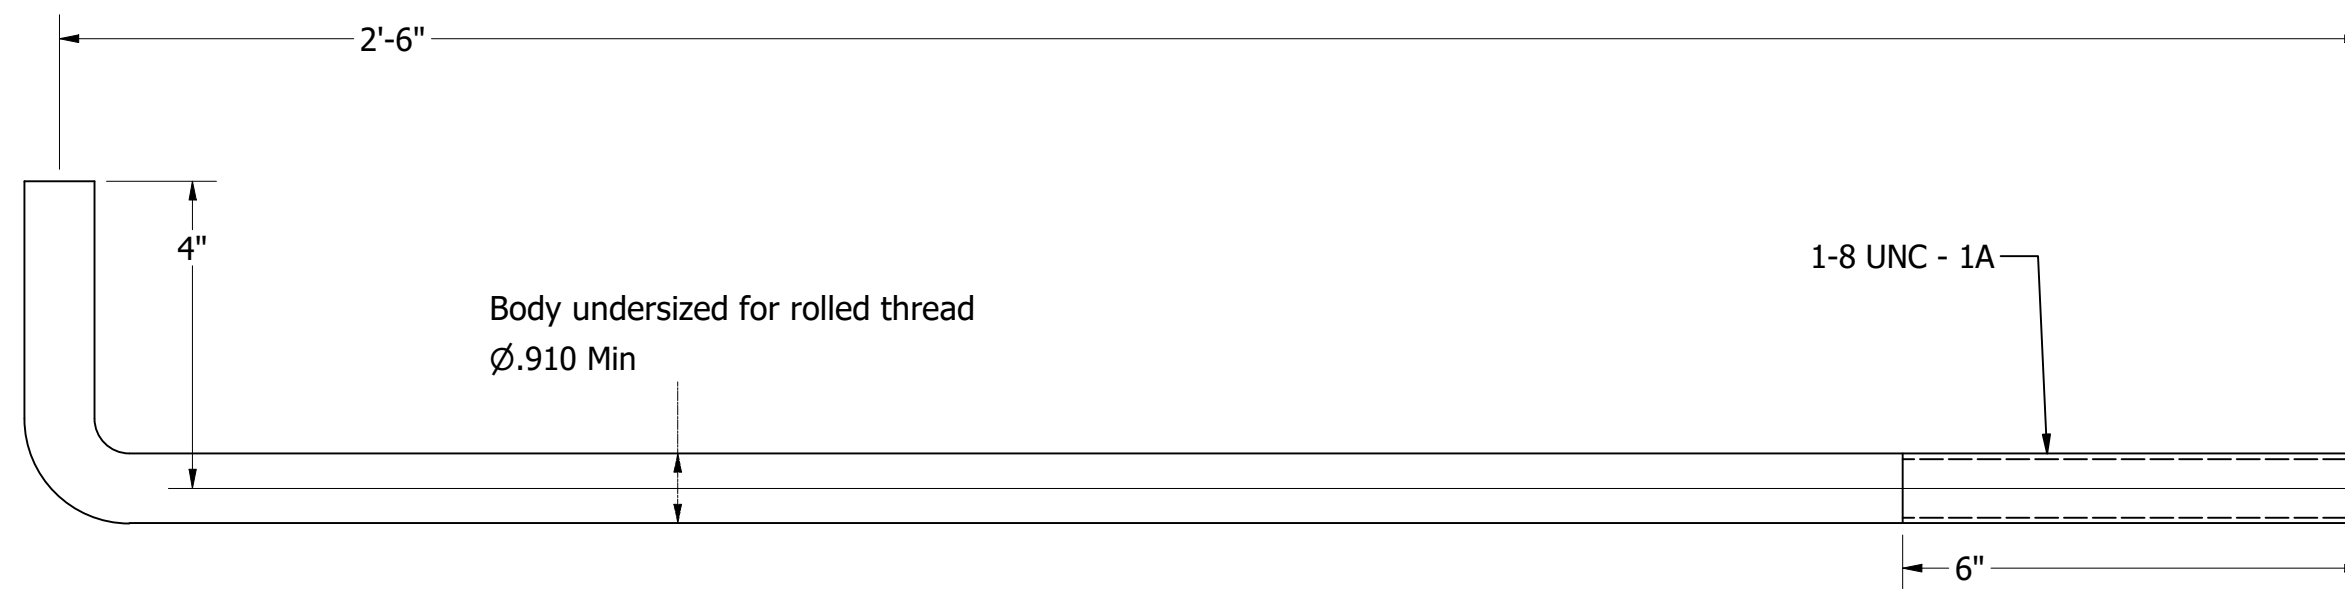 2'-6"
4"
1-8 UNC - 1A
Body undersized for rolled thread
Ø.910 Min
6"